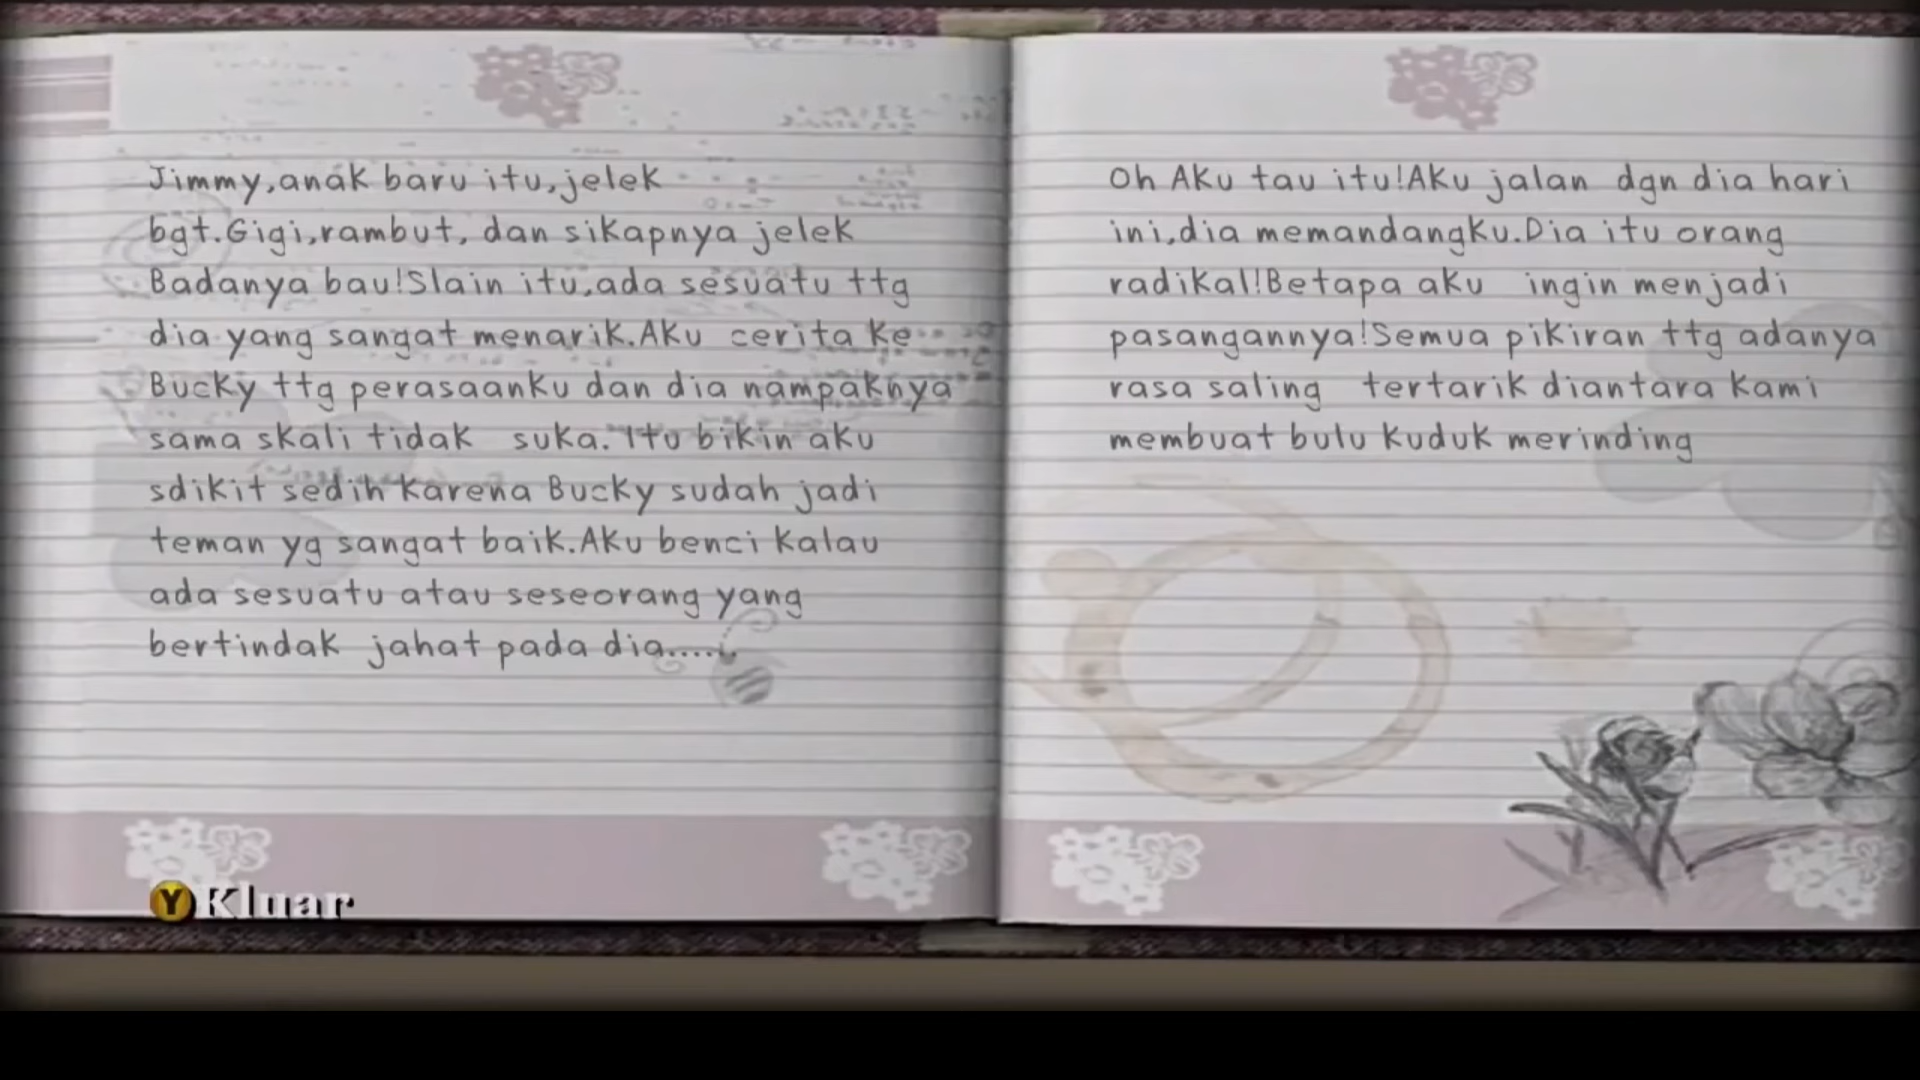 Jimmy,anak baru itu,jelek
bgt.Gigi,rambut, dan sikapnya jelek
Badanya bau!Slain itu,ada sesuatu ttg
dia yang sangat menarik.Aku cerita ke
Bucky ttg perasaanku dan dia nampaknya
sama skali tidak suka. Itu bikin aku
sdikit sedih karena Bucky sudah jadi
teman yg sangat baik.Aku benci kalau
ada sesuatu atau seseorang yang
bertindak jahat pada dia......
Oh Aku tau itu!Aku jalan dgn dia hari
ini,dia memandangku.Dia itu orang
radikal!Betapa aku ingin menjadi
pasangannya!Semua pikiran ttg adanya
rasa saling tertarik diantara kami
membuat bulu kuduk merinding
Y Kluar